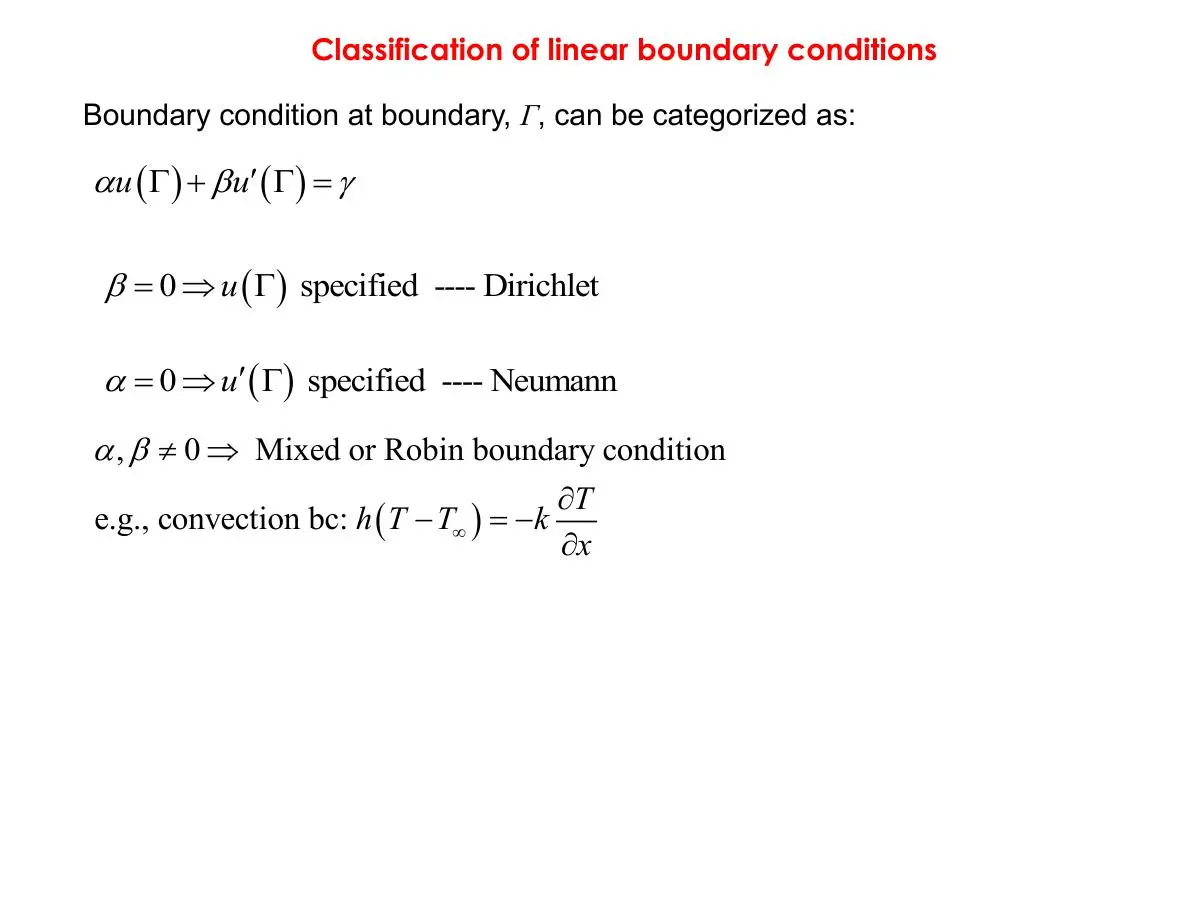 Classification of linear boundary conditions
Boundary condition at boundary, Γ, can be categorized as:
αu(Γ) + βu′(Γ) = γ
β = 0 ⇒ u(Γ) specified ---- Dirichlet
α = 0 ⇒ u′(Γ) specified ---- Neumann
α, β ≠ 0 ⇒ Mixed or Robin boundary condition
e.g., convection bc: h(T − T∞) = −k ∂T/∂x